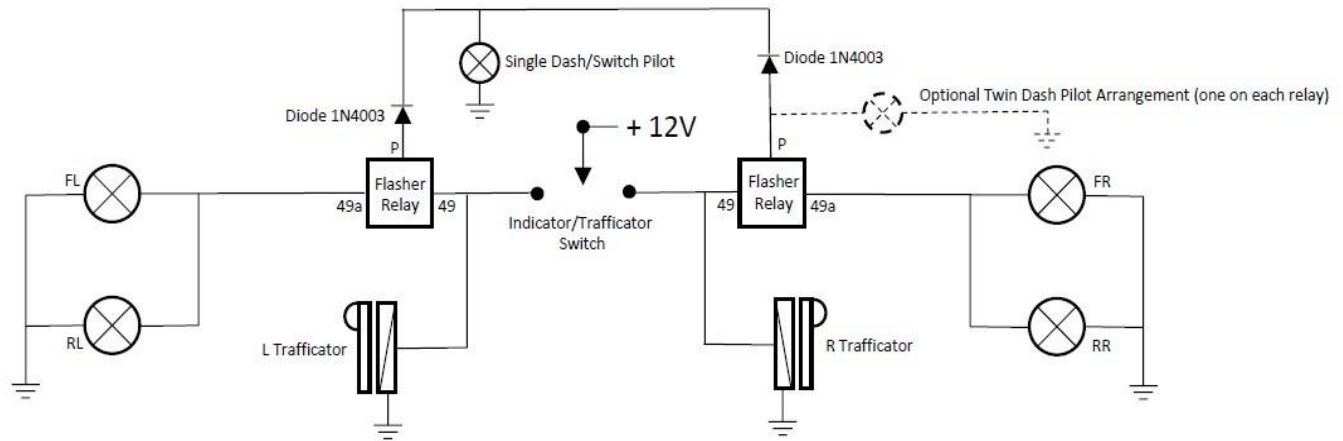 Single Dash/Switch Pilot
Diode 1N4003
Optional Twin Dash Pilot Arrangement (one on each relay)
Diode 1N4003
+ 12V
P
P
FL
Flasher
Relay
49a
49
Indicator/Trafficator
Switch
49
Flasher
Relay
49a
FR
RL
L Trafficator
R Trafficator
RR